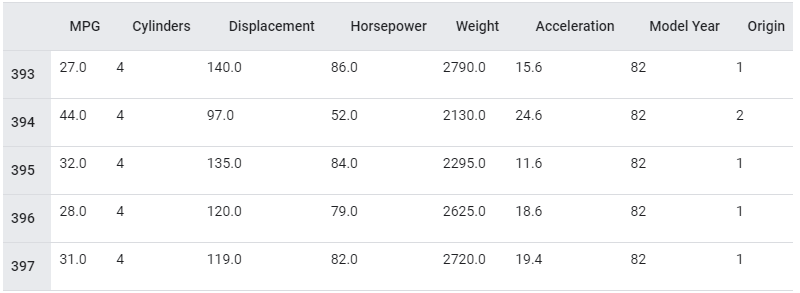 MPG Cylinders Displacement Horsepower Weight Acceleration Model Year Origin
393 27.0 4 140.0 86.0 2790.0 15.6 82 1
394 44.0 4 97.0 52.0 2130.0 24.6 82 2
395 32.0 4 135.0 84.0 2295.0 11.6 82 1
396 28.0 4 120.0 79.0 2625.0 18.6 82 1
397 31.0 4 119.0 82.0 2720.0 19.4 82 1